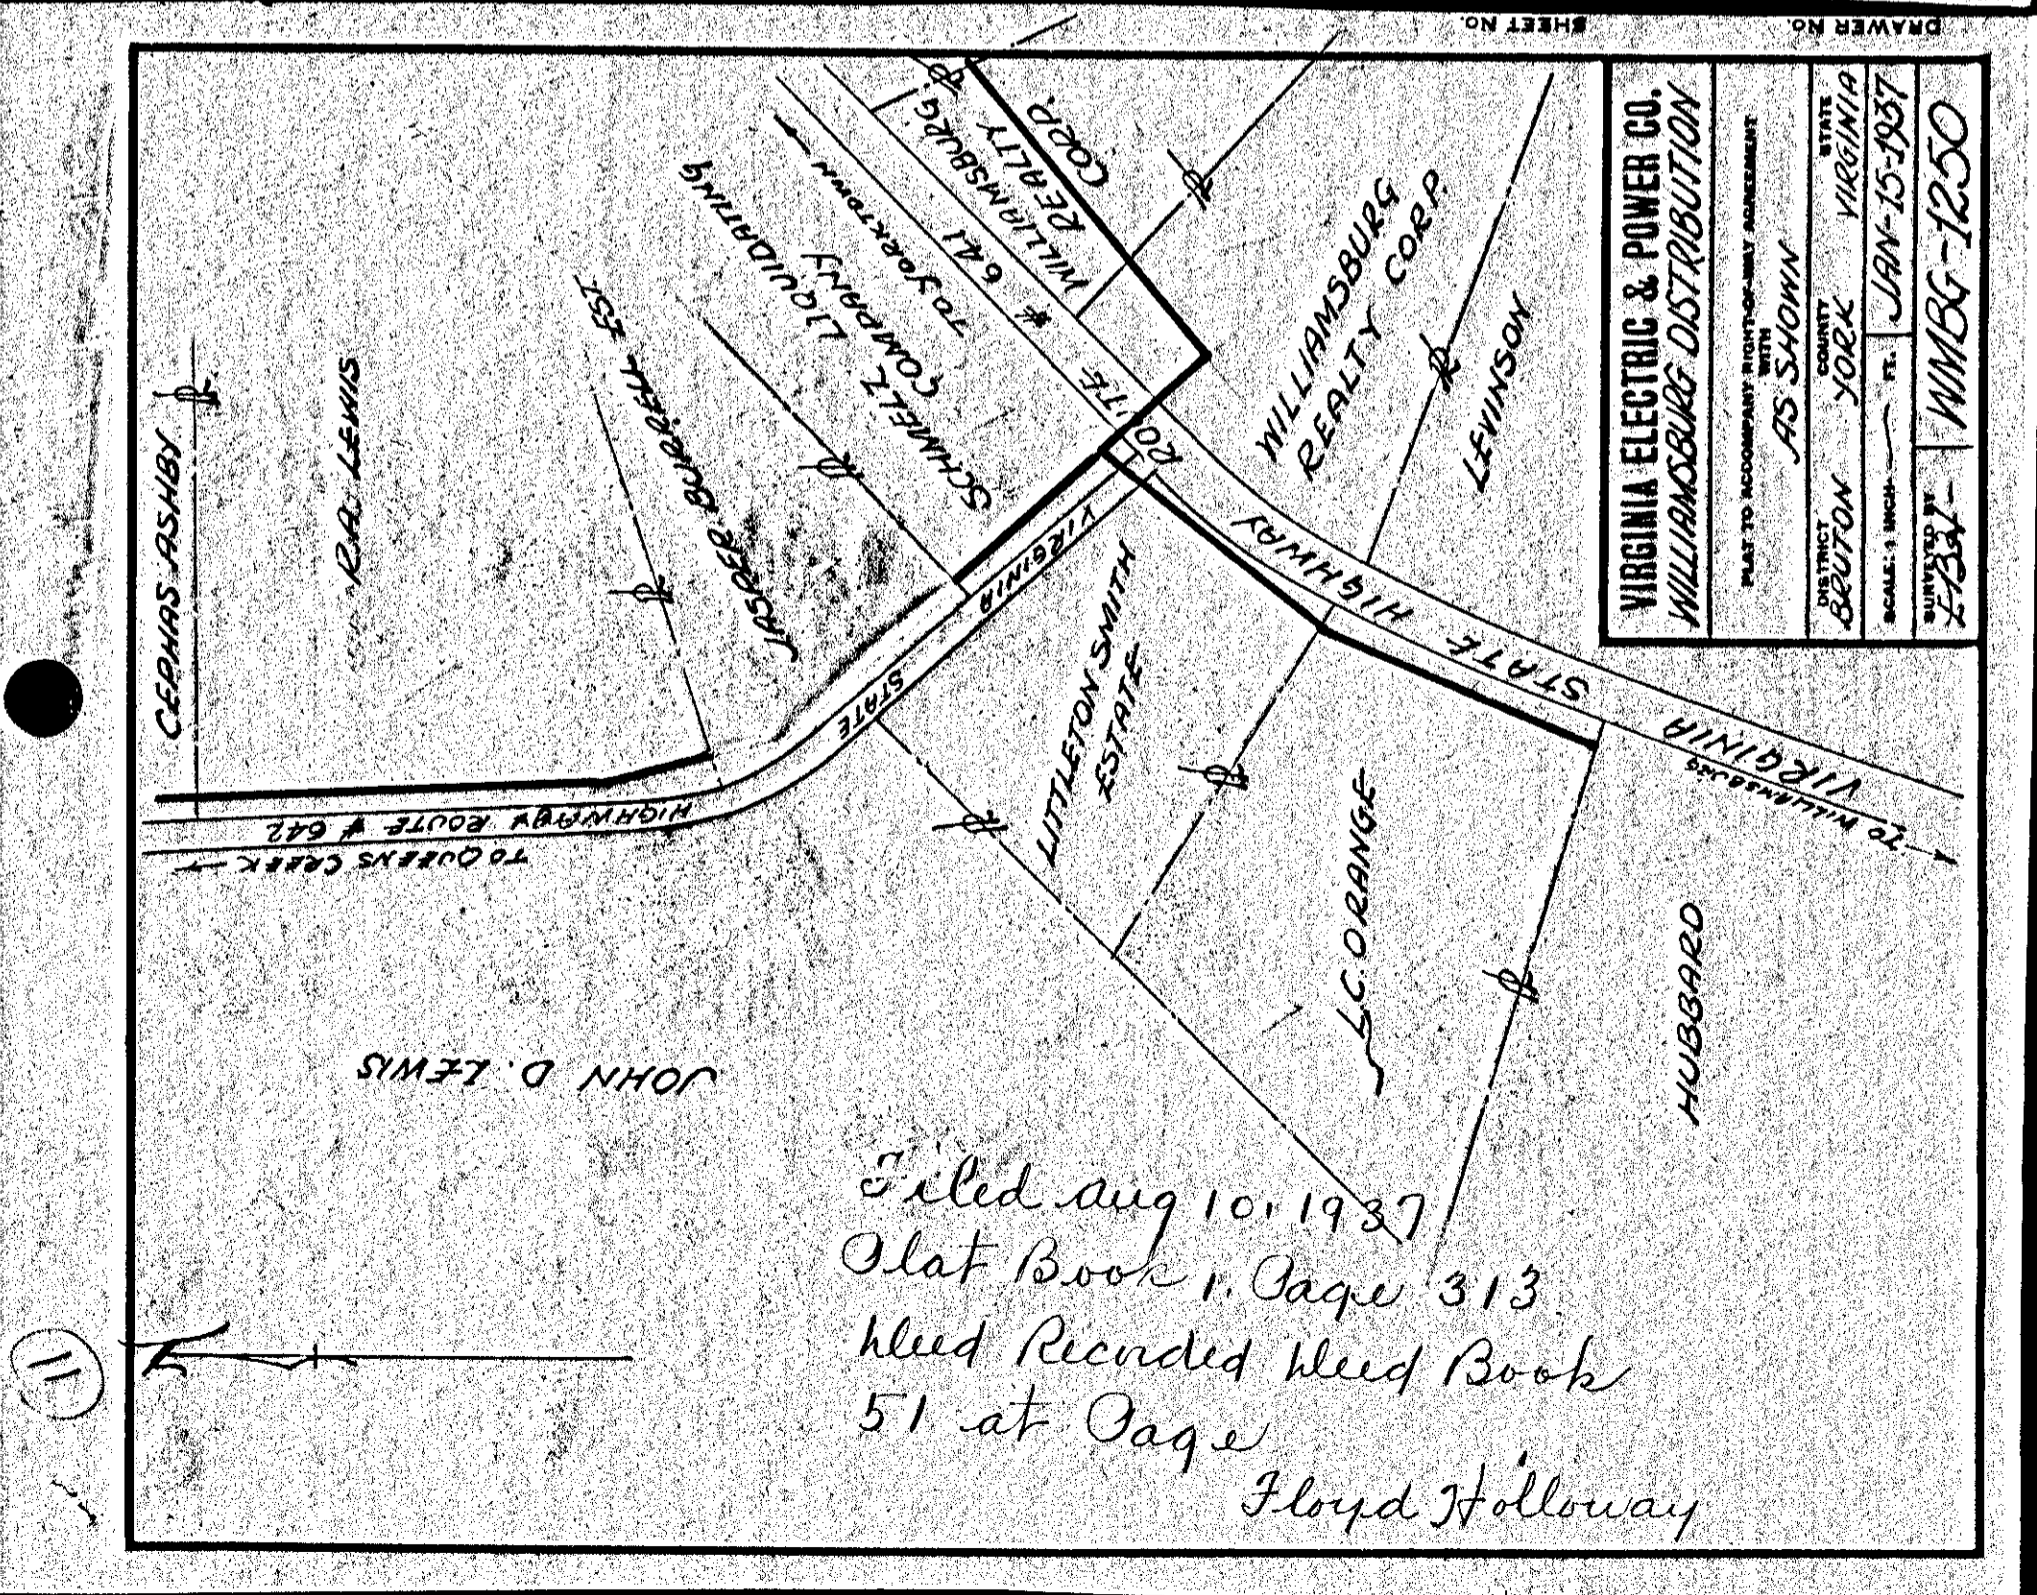 SHEET No.
DRAWER No.
VIRGINIA ELECTRIC & POWER CO.
WILLIAMSBURG DISTRIBUTION
PLAT TO ACCOMPANY RIGHT-OF-WAY AGREEMENT
WITH
AS SHOWN
DISTRICT COUNTY STATE
BRUTON YORK VIRGINIA
SCALE: 1 INCH FT. JAN-15-1937
SURVEYED BY
WMBG-1250
CEPHAS ASHBY
R.A. LEWIS
JASPER BURRELL EST.
SCHMELZ
LIQUIDATING
COMPANY
TO YORKTOWN
WILLIAMSBURG
REALTY
CORP.
WILLIAMSBURG
REALTY CORP.
LEVINSON
VIRGINIA STATE HIGHWAY ROUTE # 641
TO WILLIAMSBURG
VIRGINIA STATE HIGHWAY ROUTE # 642
TO QUEENS CREEK
LITTLETON SMITH
ESTATE
L.C. ORANGE
HUBBARD
JOHN D. LEWIS
11
Filed Aug 10, 1937
Plat Book 1. Page 313
Deed Recorded Deed Book
51 at Page
Floyd Holloway